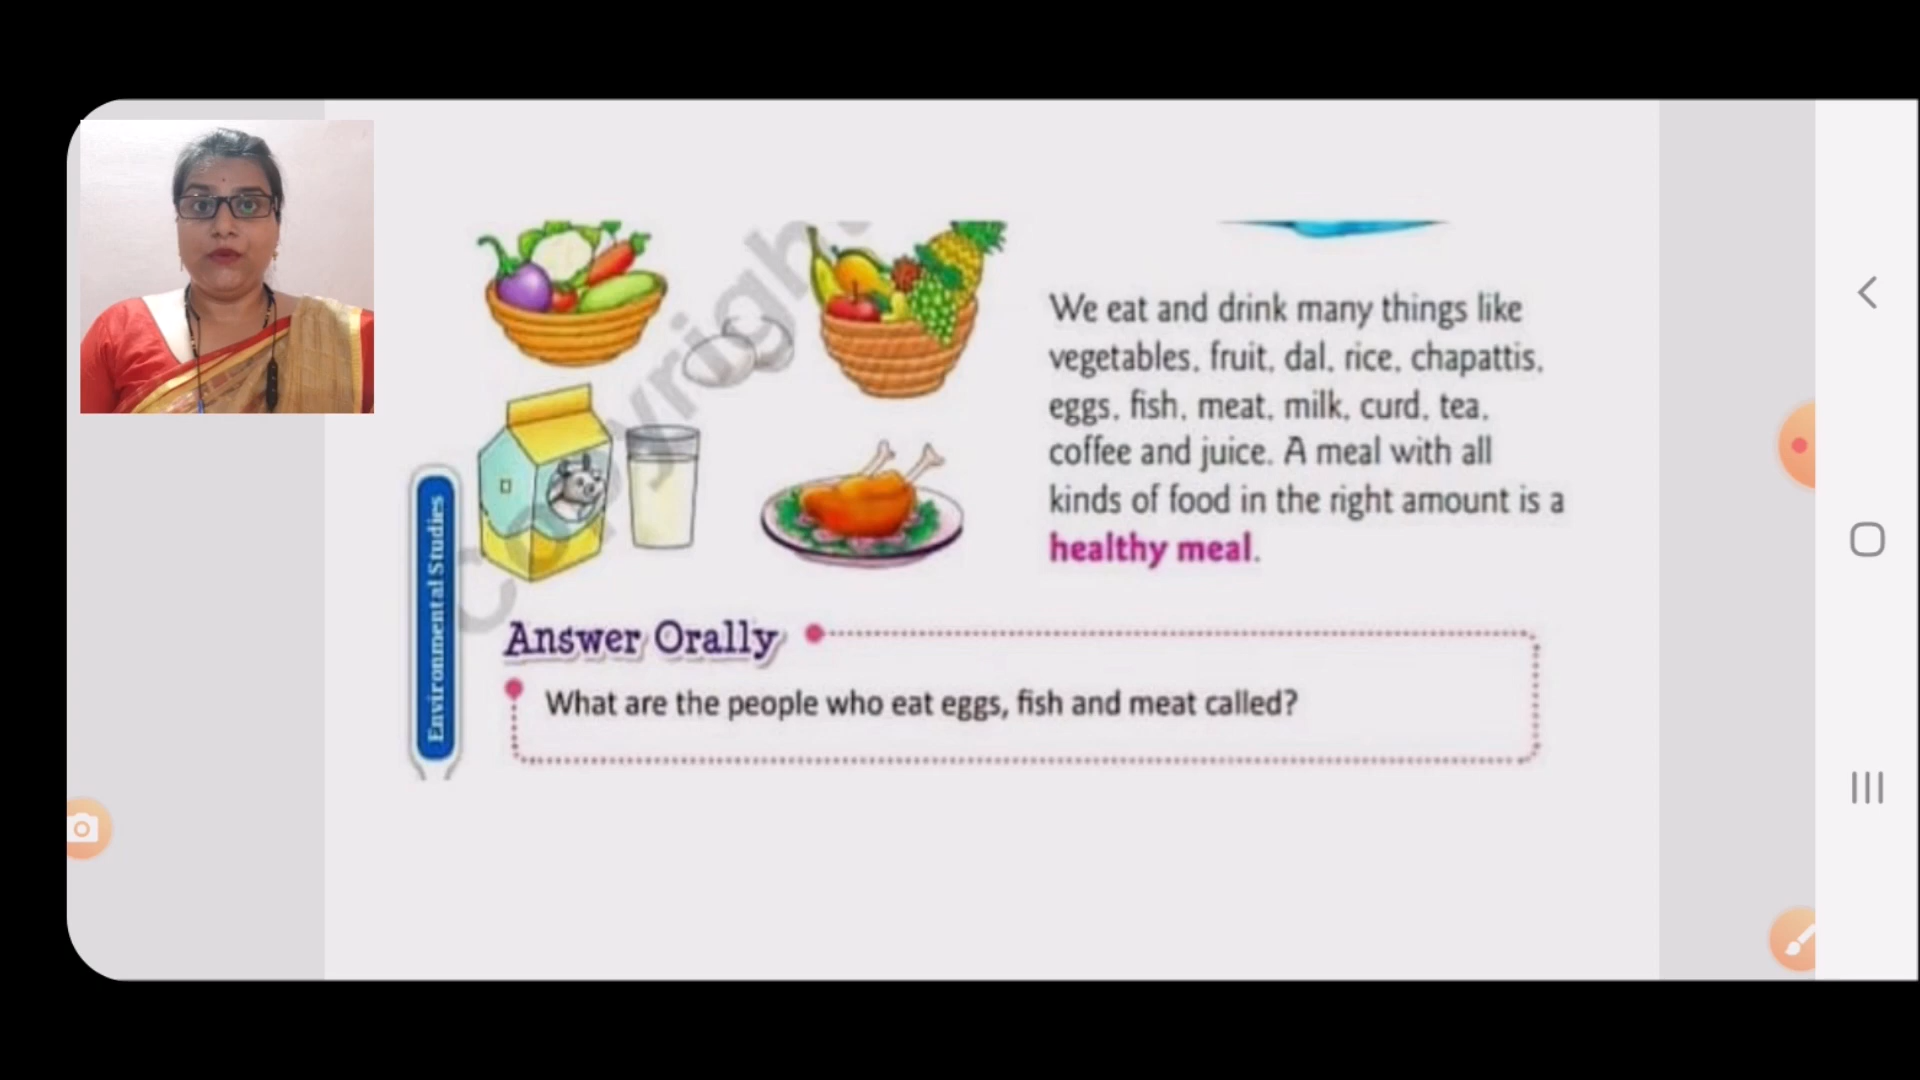 We eat and drink many things like
vegetables, fruit, dal, rice, chapattis,
eggs, fish, meat, milk, curd, tea,
coffee and juice. A meal with all
kinds of food in the right amount is a
healthy meal.
Copyright
Environmental Studies
Answer Orally
What are the people who eat eggs, fish and meat called?